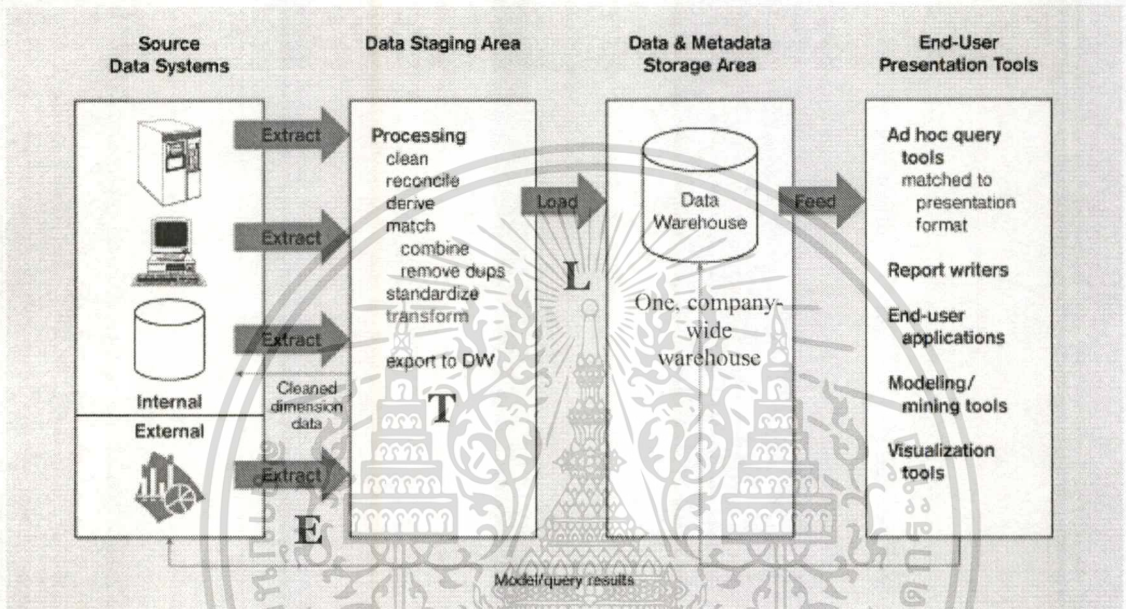 Source
Data Systems
Data Staging Area
Data & Metadata
Storage Area
End-User
Presentation Tools
Extract
Extract
Extract
Cleaned
dimension
data
Internal
External
Extract
E
Processing
clean
reconcile
derive
match
combine
remove dups
standardize
transform
export to DW
T
Load
L
Data
Warehouse
One, company-
wide
warehouse
Feed
Ad hoc query
tools
matched to
presentation
format
Report writers
End-user
applications
Modeling/
mining tools
Visualization
tools
Model/query results